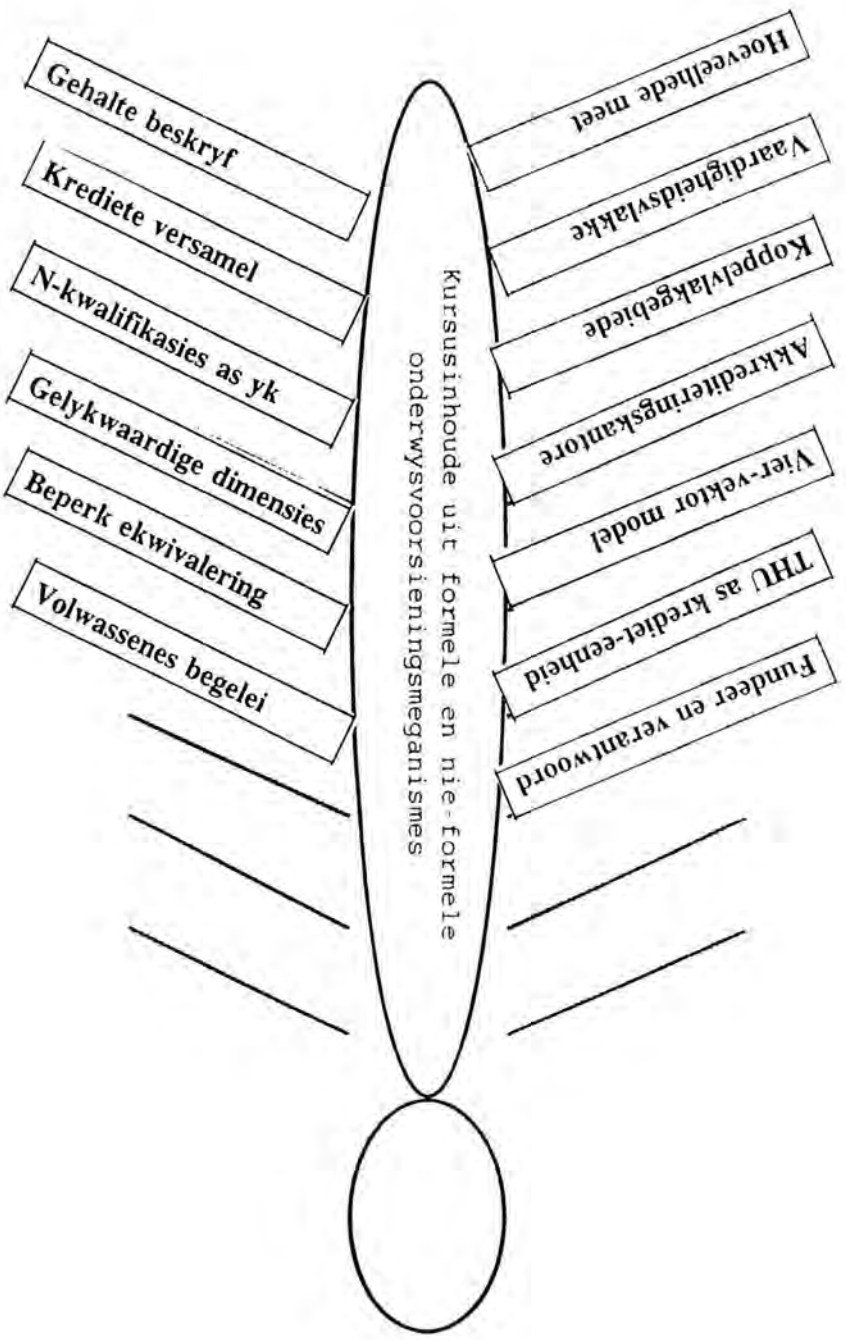 Gehalte beskryf
Krediete versamel
N-kwalifikasies as yk
Gelykwaardige dimensies
Beperk ekwivalering
Volwassenes begelei
Kursusinhoude uit formele en nie-formele
onderwysvoorsieningsmeganismes
Hoeveelhede meet
Vaardigheidsvlakke
Koppelvlakgebiede
Akkrediteringskantore
Vier-vektor model
THU as krediet-eenheid
Fundeer en verantwoord